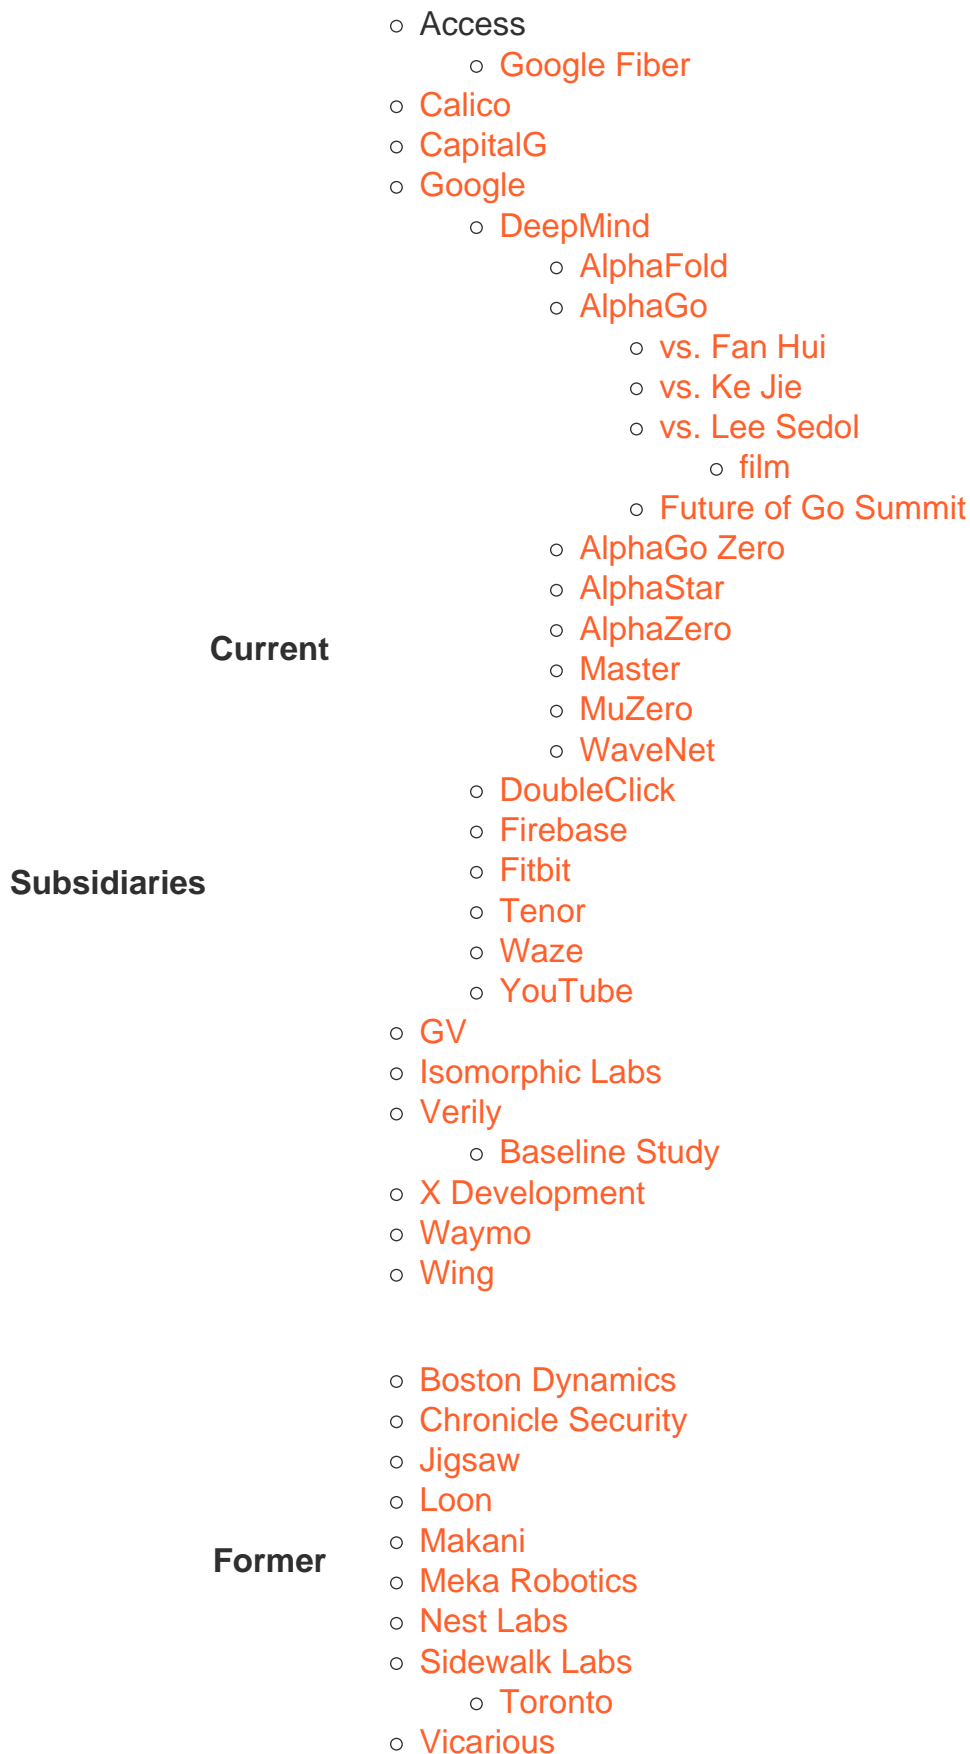 Subsidiaries
Current
Access
Google Fiber
Calico
CapitalG
Google
DeepMind
AlphaFold
AlphaGo
vs. Fan Hui
vs. Ke Jie
vs. Lee Sedol
film
Future of Go Summit
AlphaGo Zero
AlphaStar
AlphaZero
Master
MuZero
WaveNet
DoubleClick
Firebase
Fitbit
Tenor
Waze
YouTube
GV
Isomorphic Labs
Verily
Baseline Study
X Development
Waymo
Wing
Former
Boston Dynamics
Chronicle Security
Jigsaw
Loon
Makani
Meka Robotics
Nest Labs
Sidewalk Labs
Toronto
Vicarious